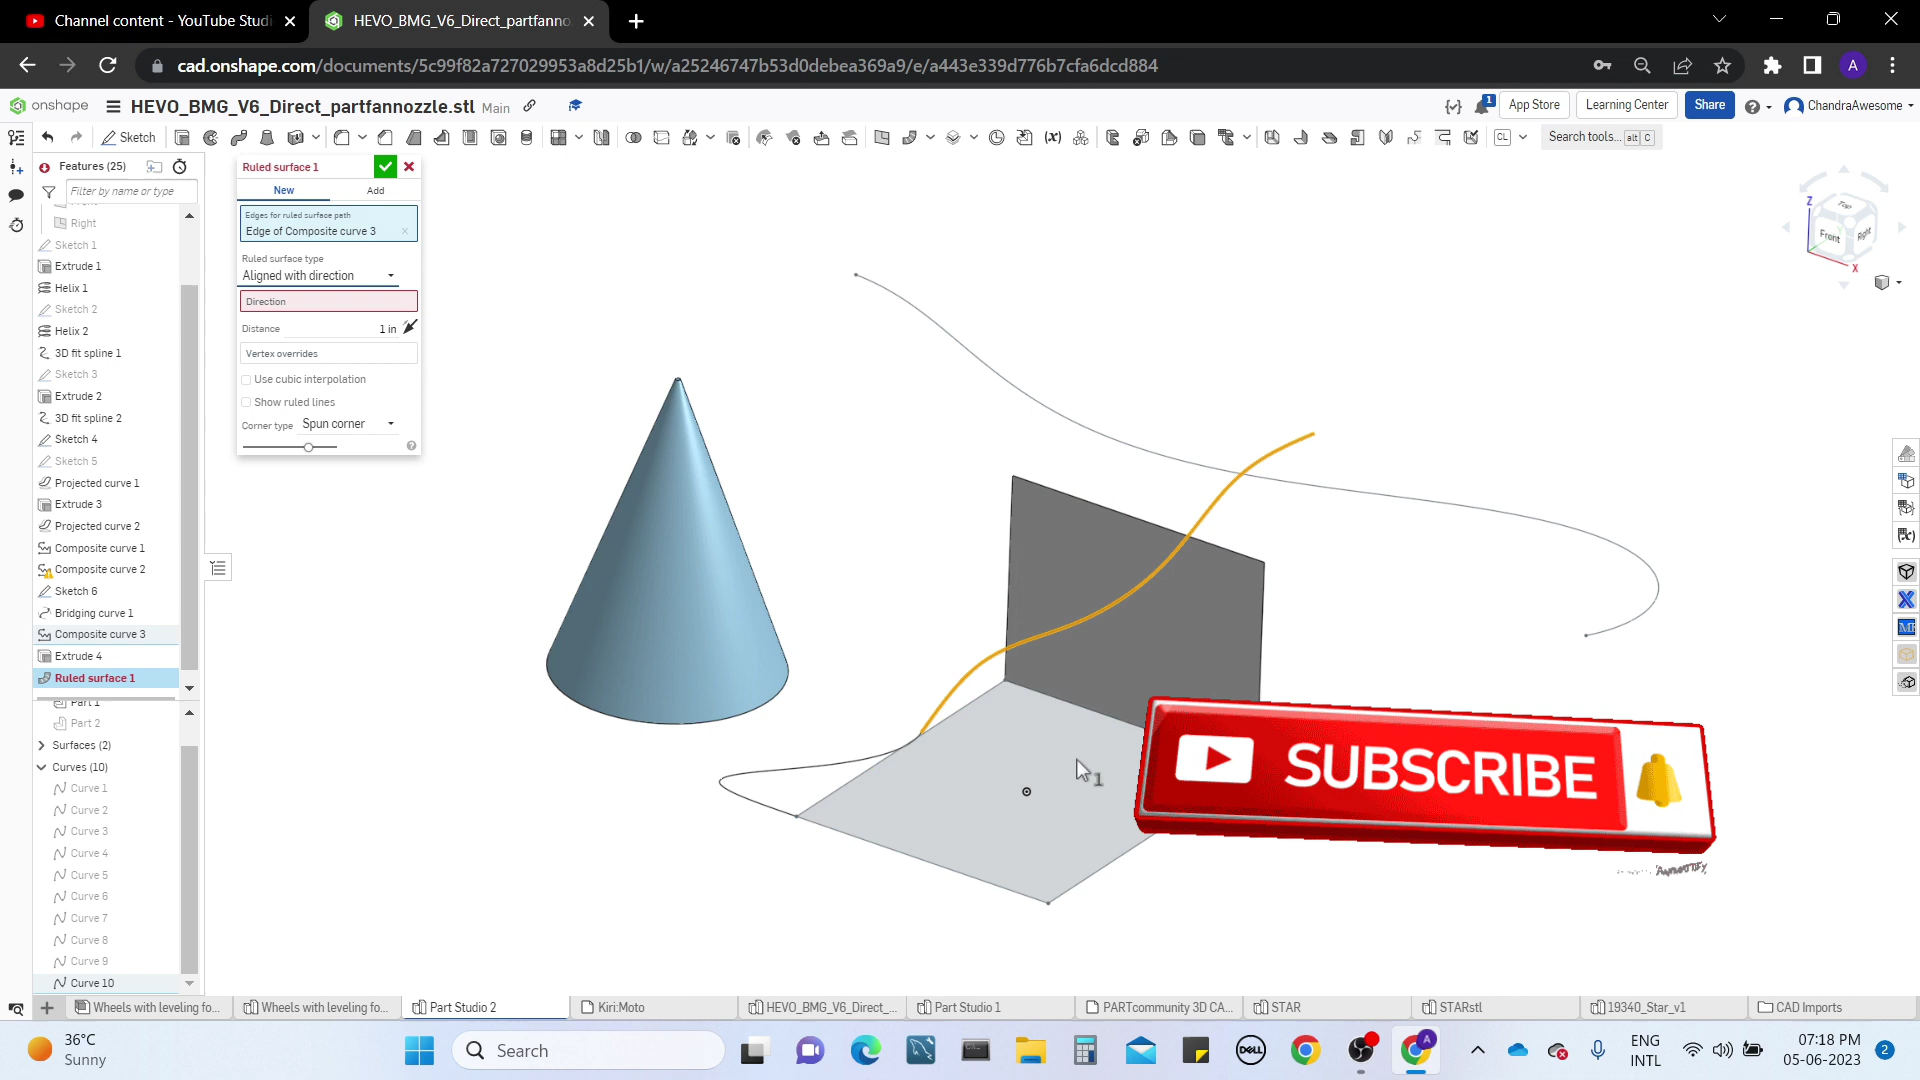 Channel content - YouTube Studi
HEVO_BMG_V6_Direct_partfanno
cad.onshape.com/documents/5c99f82a727029953a8d25b1/w/a25246747b53d0debea369a9/e/a443e339d776b7cfa6dcd884
A
onshape
HEVO_BMG_V6_Direct_partfannozzle.stl Main
1
App Store
Learning Center
Share
ChandraAwesome
Sketch
CL
Search tools... alt C
Features (25)
Filter by name or type
Right
Sketch 1
Extrude 1
Helix 1
Sketch 2
Helix 2
3D fit spline 1
Sketch 3
Extrude 2
3D fit spline 2
Sketch 4
Sketch 5
Projected curve 1
Extrude 3
Projected curve 2
Composite curve 1
Composite curve 2
Sketch 6
Bridging curve 1
Composite curve 3
Extrude 4
Ruled surface 1
Part 1
Part 2
Surfaces (2)
Curves (10)
Curve 1
Curve 2
Curve 3
Curve 4
Curve 5
Curve 6
Curve 7
Curve 8
Curve 9
Curve 10
Ruled surface 1
New
Add
Edges for ruled surface path
Edge of Composite curve 3
Ruled surface type
Aligned with direction
Direction
Distance
1 in
Vertex overrides
Use cubic interpolation
Show ruled lines
Corner type Spun corner
Z
Top
Front
Right
X
1
SUBSCRIBE
Wheels with leveling fo...
Wheels with leveling fo...
Part Studio 2
Kiri:Moto
HEVO_BMG_V6_Direct_...
Part Studio 1
PARTcommunity 3D CA...
STAR
STARstl
19340_Star_v1
CAD Imports
36°C
Sunny
Search
DELL
A
ENG
INTL
07:18 PM
05-06-2023
2